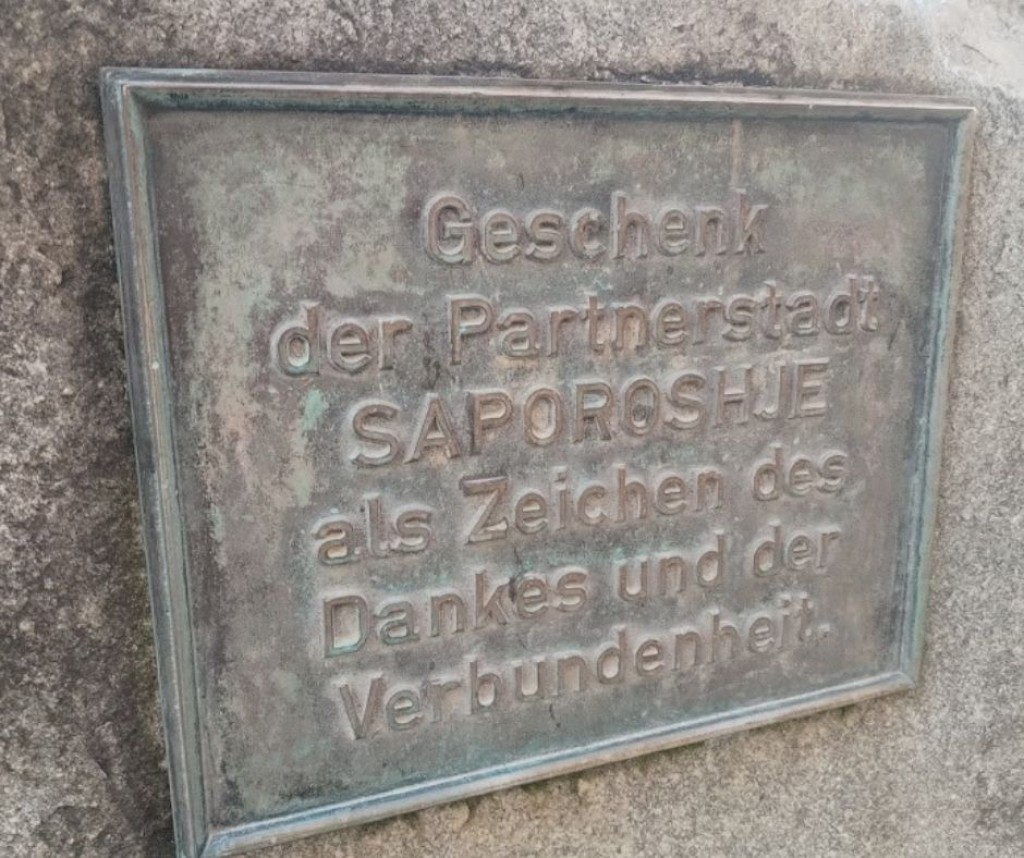 Geschenk
der Partnerstadt
SAPOROSHJE
als Zeichen des
Dankes und der
Verbundenheit.